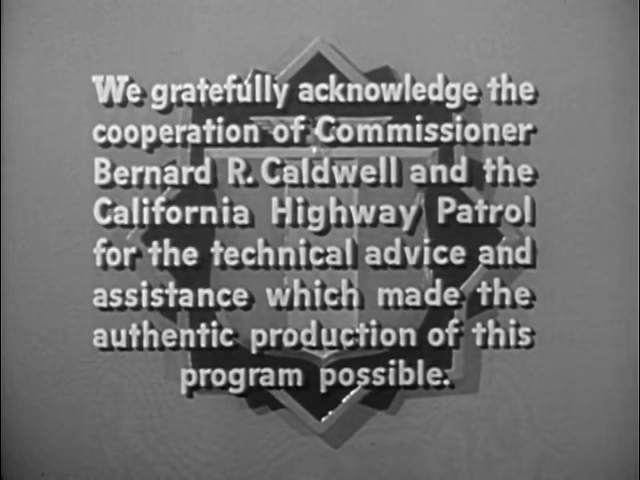 We gratefully acknowledge the
cooperation of Commissioner
Bernard R. Caldwell and the
California Highway Patrol
for the technical advice and
assistance which made the
authentic production of this
program possible.